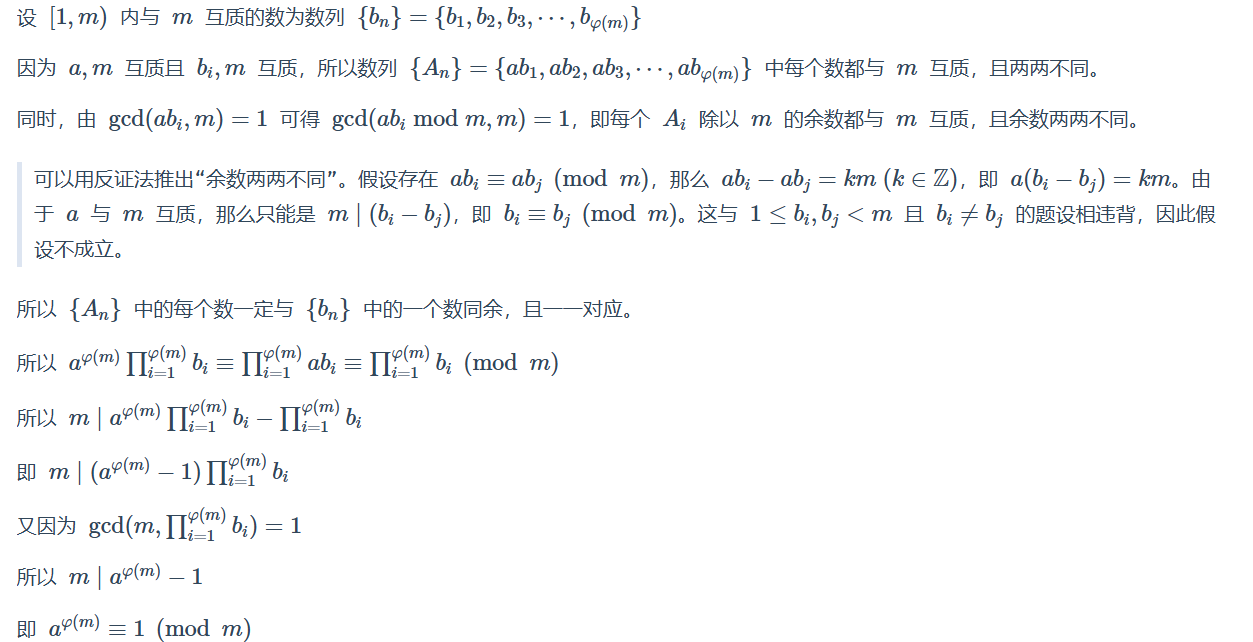 设 $[1, m)$ 内与 $m$ 互质的数为数列 $\{b_n\} = \{b_1, b_2, b_3, \cdots, b_{\varphi(m)}\}$
因为 $a, m$ 互质且 $b_i, m$ 互质，所以数列 $\{A_n\} = \{ab_1, ab_2, ab_3, \cdots, ab_{\varphi(m)}\}$ 中每个数都与 $m$ 互质，且两两不同。
同时，由 $\gcd(ab_i, m) = 1$ 可得 $\gcd(ab_i \bmod m, m) = 1$，即每个 $A_i$ 除以 $m$ 的余数都与 $m$ 互质，且余数两两不同。
可以用反证法推出“余数两两不同”。假设存在 $ab_i \equiv ab_j \pmod m$，那么 $ab_i - ab_j = km\ (k \in \mathbb{Z})$，即 $a(b_i - b_j) = km$。由
于 $a$ 与 $m$ 互质，那么只能是 $m \mid (b_i - b_j)$，即 $b_i \equiv b_j \pmod m$。这与 $1 \le b_i, b_j < m$ 且 $b_i \ne b_j$ 的题设相违背，因此假
设不成立。
所以 $\{A_n\}$ 中的每个数一定与 $\{b_n\}$ 中的一个数同余，且一一对应。
所以 $a^{\varphi(m)} \prod_{i=1}^{\varphi(m)} b_i \equiv \prod_{i=1}^{\varphi(m)} ab_i \equiv \prod_{i=1}^{\varphi(m)} b_i \pmod m$
所以 $m \mid a^{\varphi(m)} \prod_{i=1}^{\varphi(m)} b_i - \prod_{i=1}^{\varphi(m)} b_i$
即 $m \mid (a^{\varphi(m)} - 1) \prod_{i=1}^{\varphi(m)} b_i$
又因为 $\gcd(m, \prod_{i=1}^{\varphi(m)} b_i) = 1$
所以 $m \mid a^{\varphi(m)} - 1$
即 $a^{\varphi(m)} \equiv 1 \pmod m$